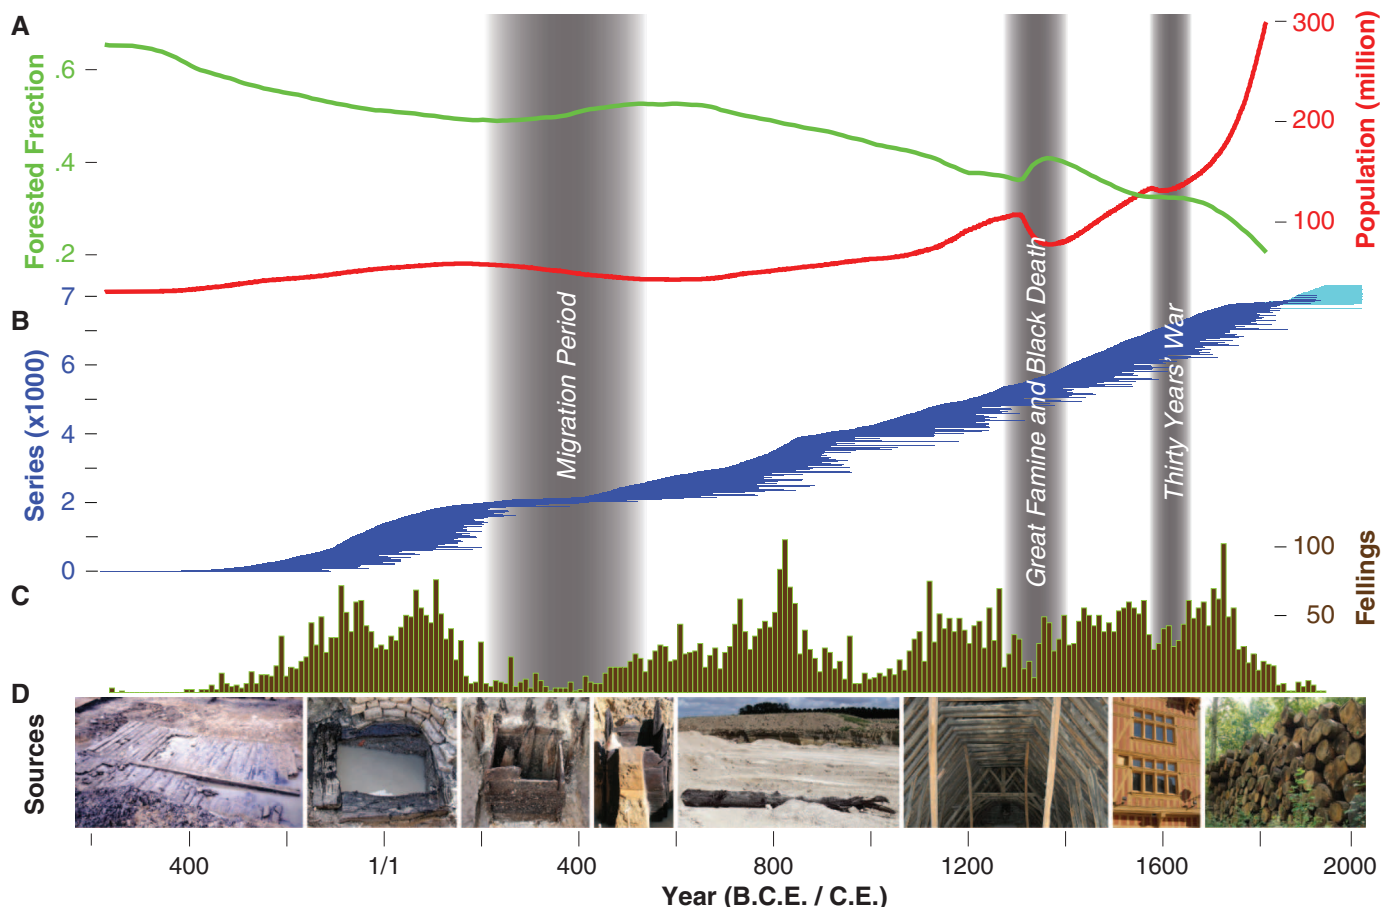 A
Forested Fraction
.6
.4
.2
300
200
100
Population (million)
B
Series (x1000)
7
6
4
2
0
Migration Period
Great Famine and Black Death
Thirty Years' War
C
100
50
Fellings
D
Sources
400
1/1
400
800
1200
1600
2000
Year (B.C.E. / C.E.)